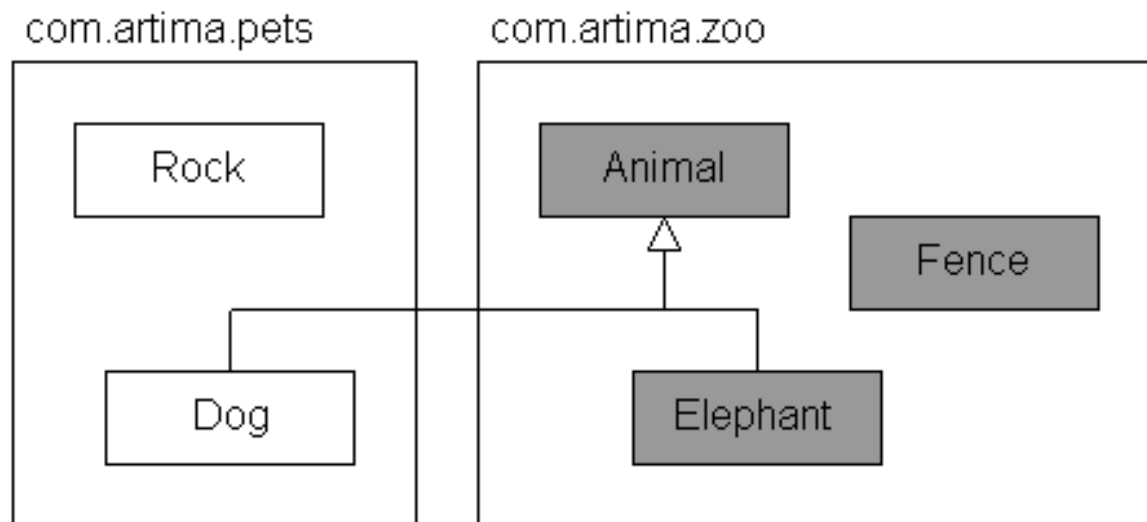 com.artima.pets
Rock
Dog
com.artima.zoo
Animal
Fence
Elephant